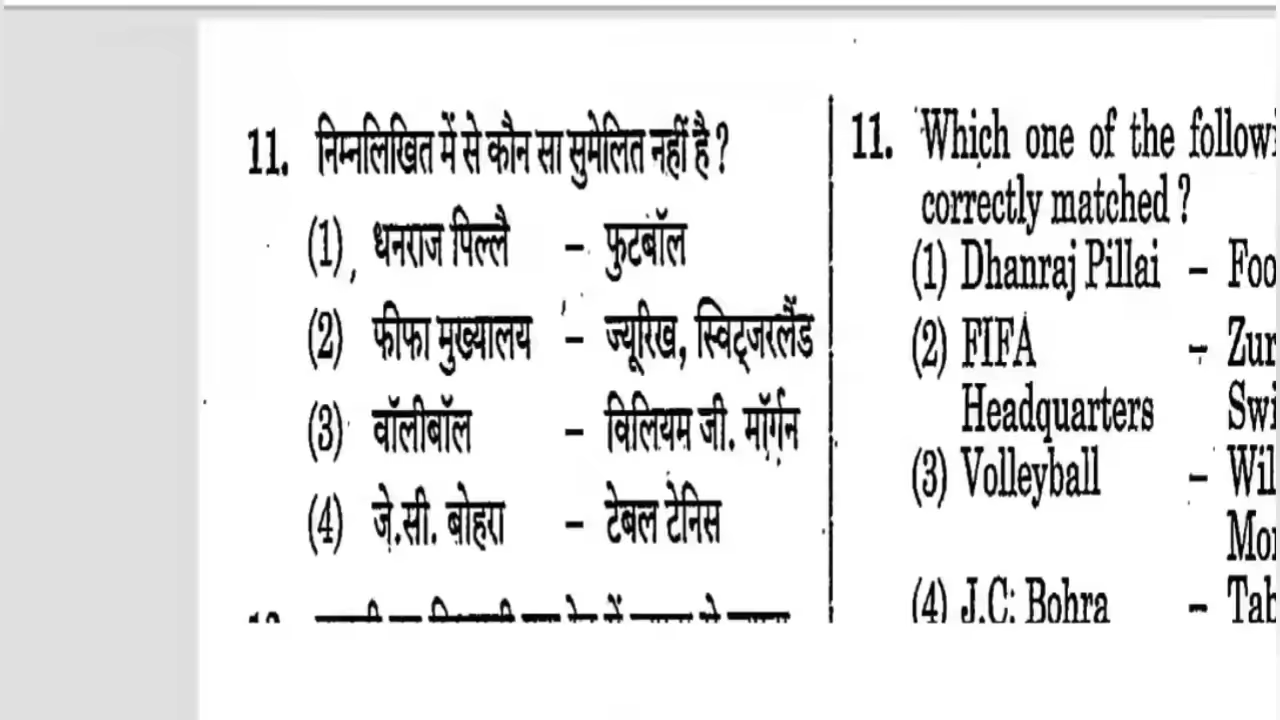 11. निम्नलिखित में से कौन सा सुमेलित नहीं है ?
(1) धनराज पिल्लै – फुटबॉल
(2) फीफा मुख्यालय – ज्यूरिख, स्विट्जरलैंड
(3) वॉलीबॉल – विलियम जी. मॉर्गन
(4) जे.सी. बोहरा – टेबल टेनिस
11. Which one of the followi
correctly matched ?
(1) Dhanraj Pillai – Foo
(2) FIFA – Zur
Headquarters Swi
(3) Volleyball – Wil
Mor
(4) J.C. Bohra – Tab